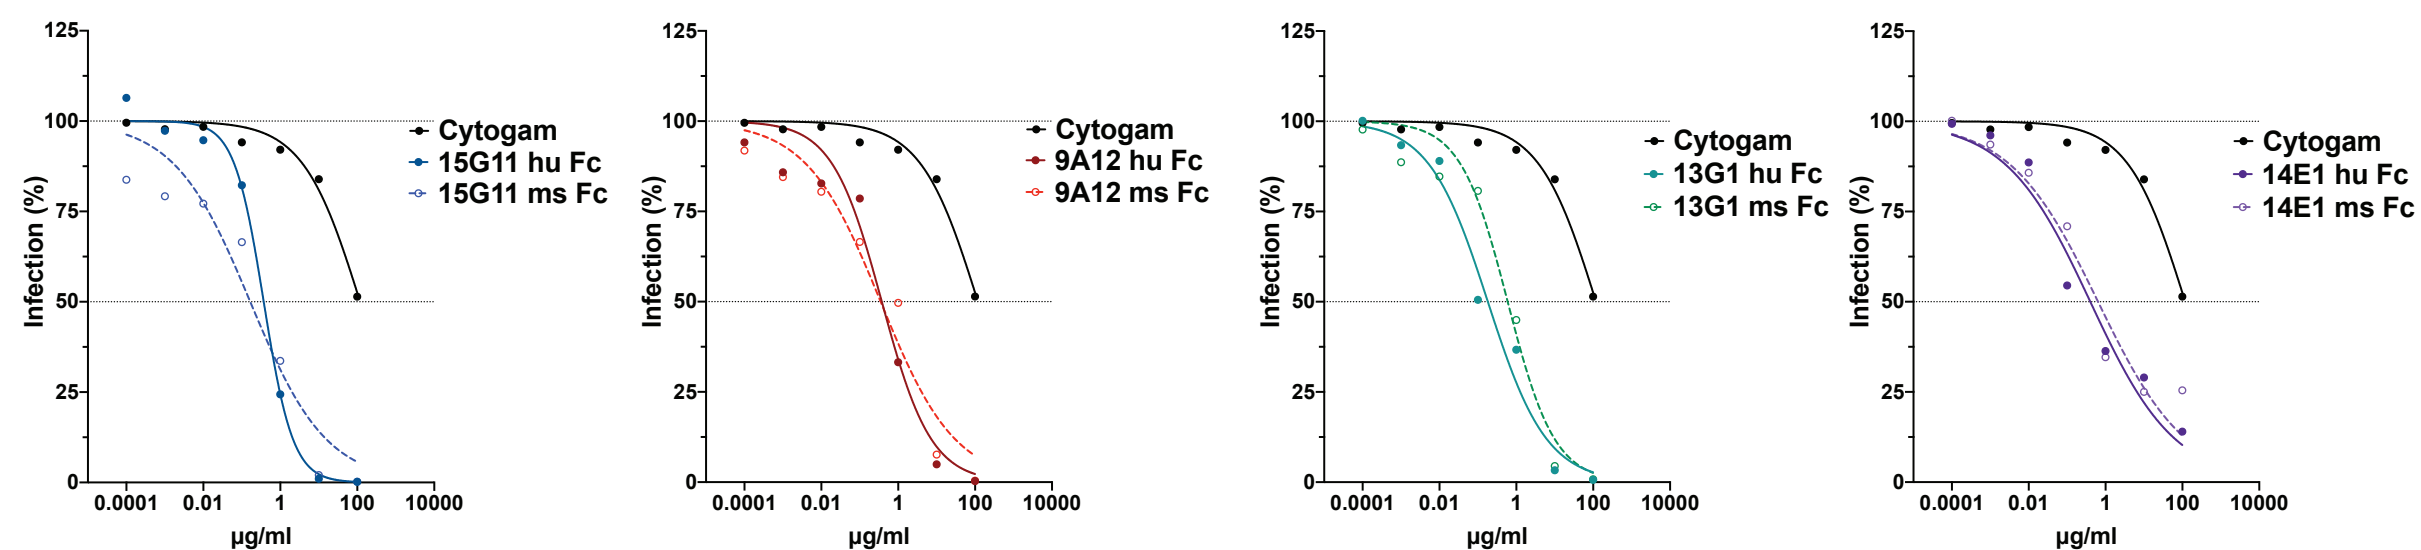 125
100
75
50
25
0
Infection (%)
0.0001 0.01 1 100 10000
µg/ml
Cytogam
15G11 hu Fc
15G11 ms Fc
125
100
75
50
25
0
Infection (%)
0.0001 0.01 1 100 10000
µg/ml
Cytogam
9A12 hu Fc
9A12 ms Fc
125
100
75
50
25
0
Infection (%)
0.0001 0.01 1 100 10000
µg/ml
Cytogam
13G1 hu Fc
13G1 ms Fc
125
100
75
50
25
0
Infection (%)
0.0001 0.01 1 100 10000
µg/ml
Cytogam
14E1 hu Fc
14E1 ms Fc